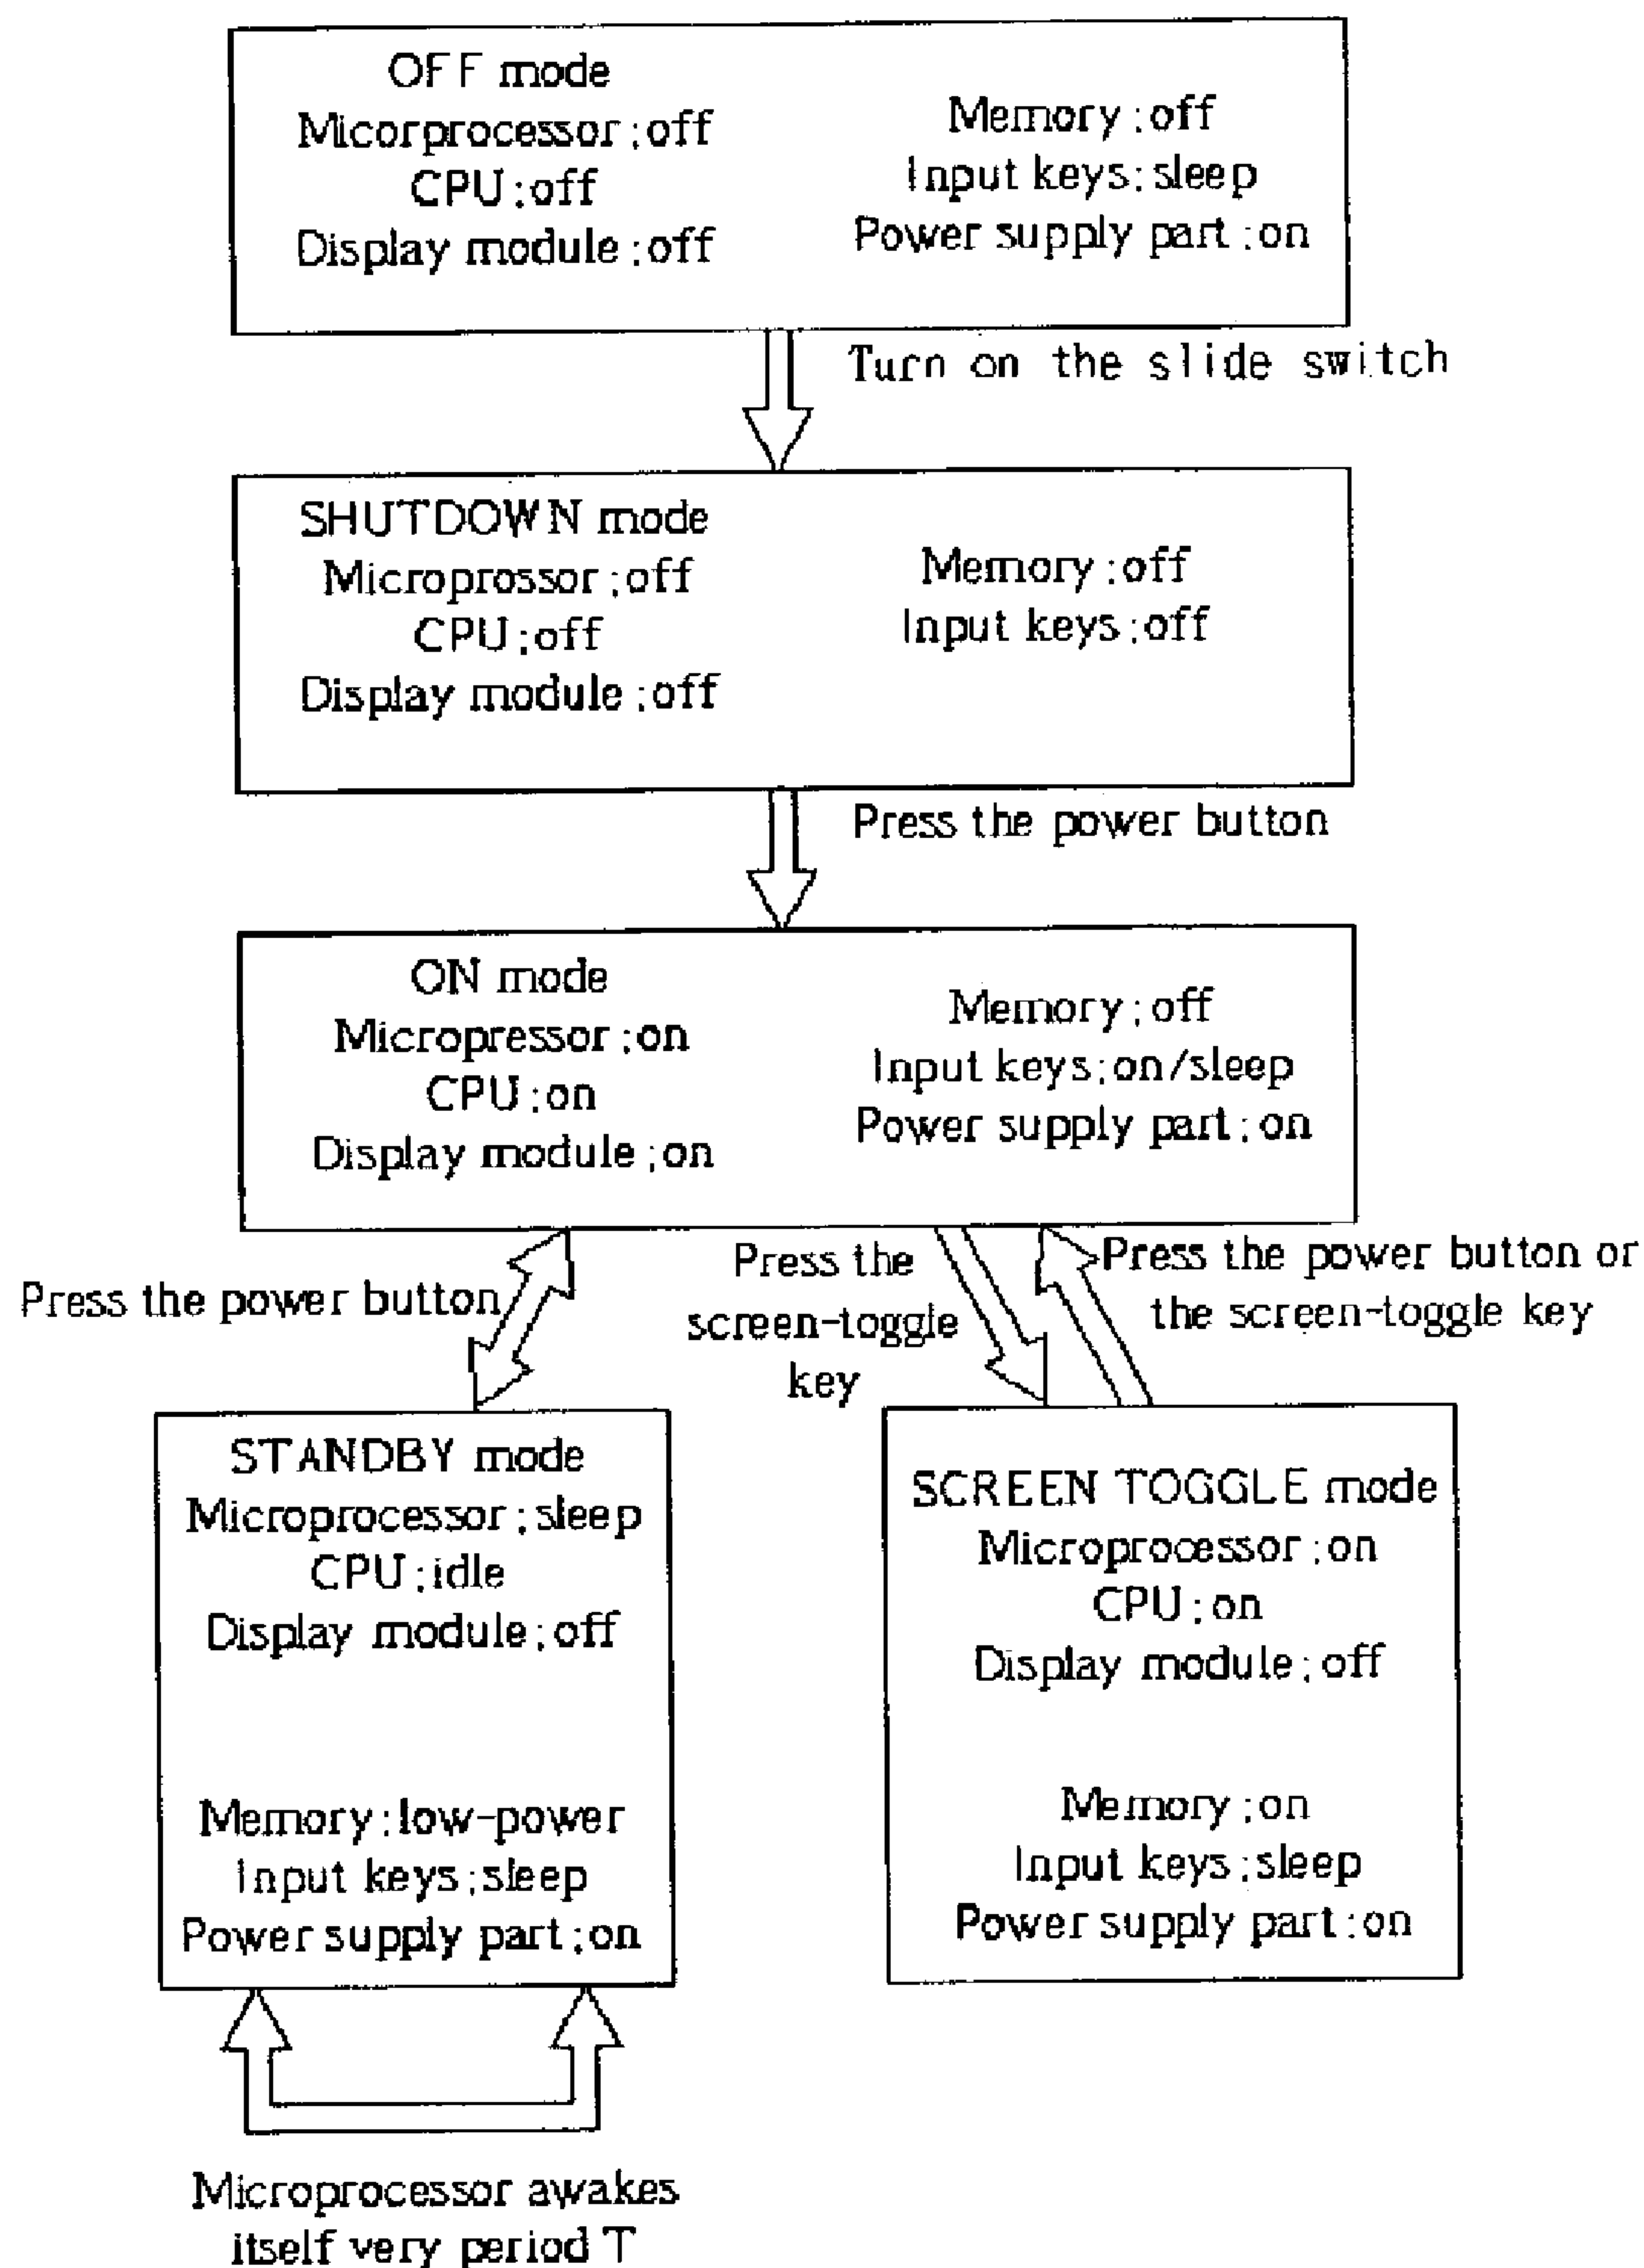 OFF mode
Micorprocessor:off
CPU:off
Display module:off
Memory:off
Input keys:sleep
Power supply part:on
Turn on the slide switch
SHUTDOWN mode
Microprossor:off
CPU:off
Display module:off
Memory:off
Input keys:off
Press the power button
ON mode
Micropressor:on
CPU:on
Display module:on
Memory:off
Input keys:on/sleep
Power supply part:on
Press the power button
Press the
screen-toggle
key
Press the power button or
the screen-toggle key
STANDBY mode
Microprocessor:sleep
CPU:idle
Display module:off
Memory:low-power
Input keys:sleep
Power supply part:on
SCREEN TOGGLE mode
Microprocessor:on
CPU:on
Display module:off
Memory:on
Input keys:sleep
Power supply part:on
Microprocessor awakes
itself very period T